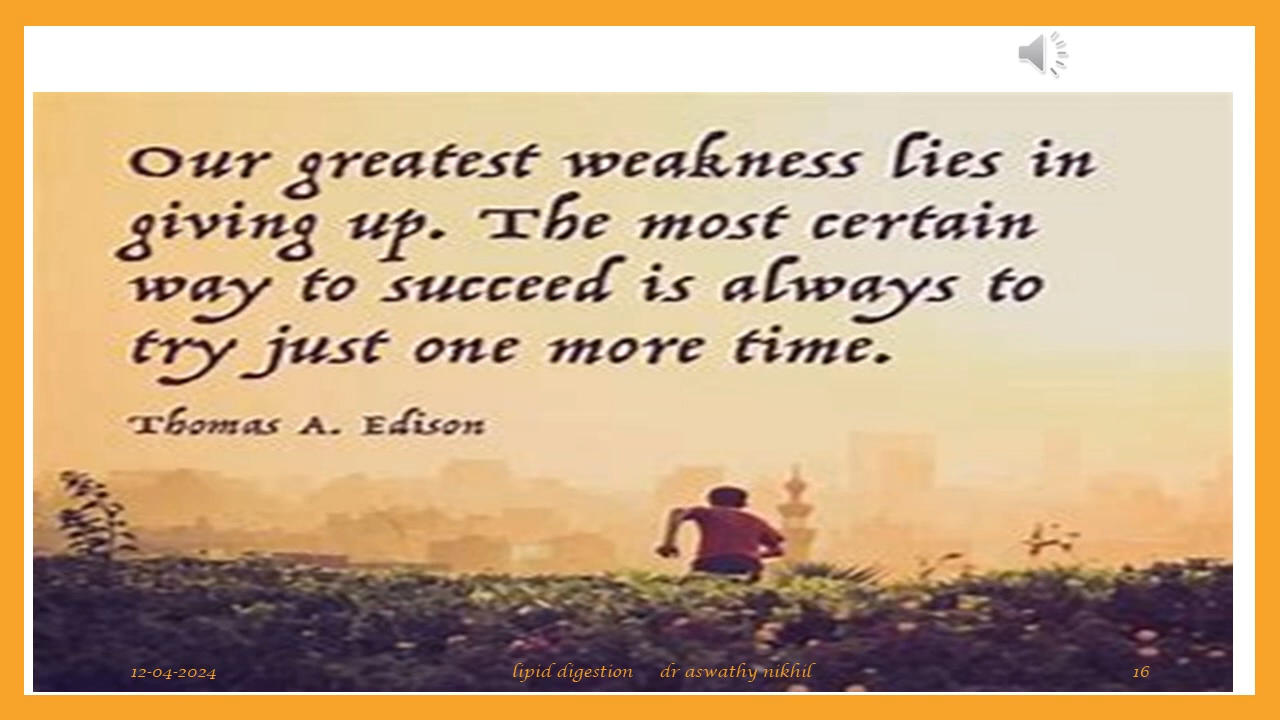 Our greatest weakness lies in
giving up. The most certain
way to succeed is always to
try just one more time.
Thomas A. Edison
12-04-2024 lipid digestion dr aswathy nikhil 16